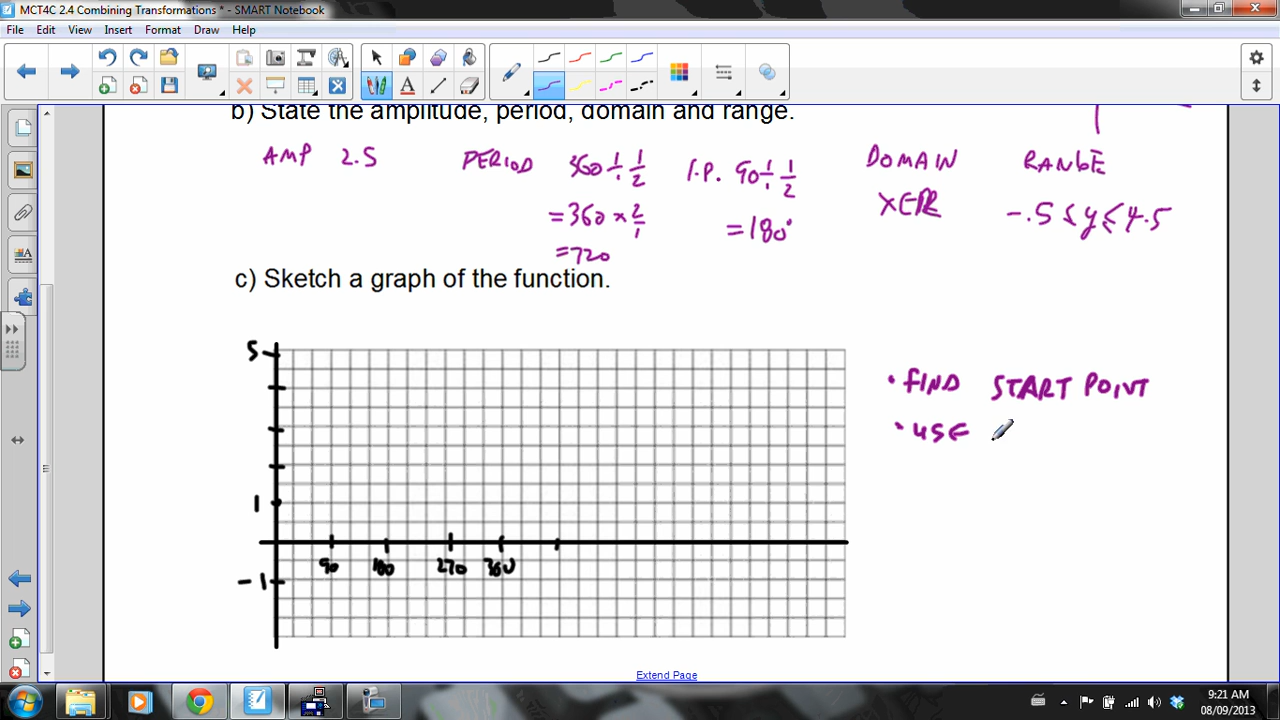 MCT4C 2.4 Combining Transformations * - SMART Notebook
File Edit View Insert Format Draw Help
b) State the amplitude, period, domain and range.
AMP 2.5 PERIOD 360 ÷ 1/2 I.P. 90 ÷ 1/2 DOMAIN RANGE
1 1
= 360 × 2/1 = 180° X∈R -.5 ≤ y ≤ 4.5
= 720
c) Sketch a graph of the function.
5
• FIND START POINT
• USE
1
90 180 270 360
-1
Extend Page
9:21 AM
08/09/2013